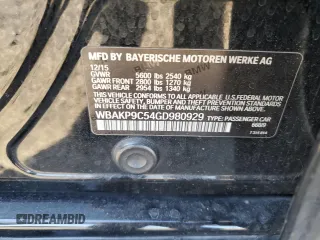 MFD BY BAYERISCHE MOTOREN WERKE AG
12/15
GVWR 5600 lbs 2540 kg
GAWR FRONT 2800 lbs 1270 kg
GAWR REAR 2954 lbs 1340 kg
THIS VEHICLE CONFORMS TO ALL APPLICABLE
FEDERAL MOTOR VEHICLE SAFETY, BUMPER,
AND THEFT PREVENTION STANDARDS IN EFFECT
ON THE DATE OF MANUFACTURE SHOWN ABOVE.
WBAKP9C54GD980929 TYPE: PASSENGER CAR
AUTOBIDMASTER